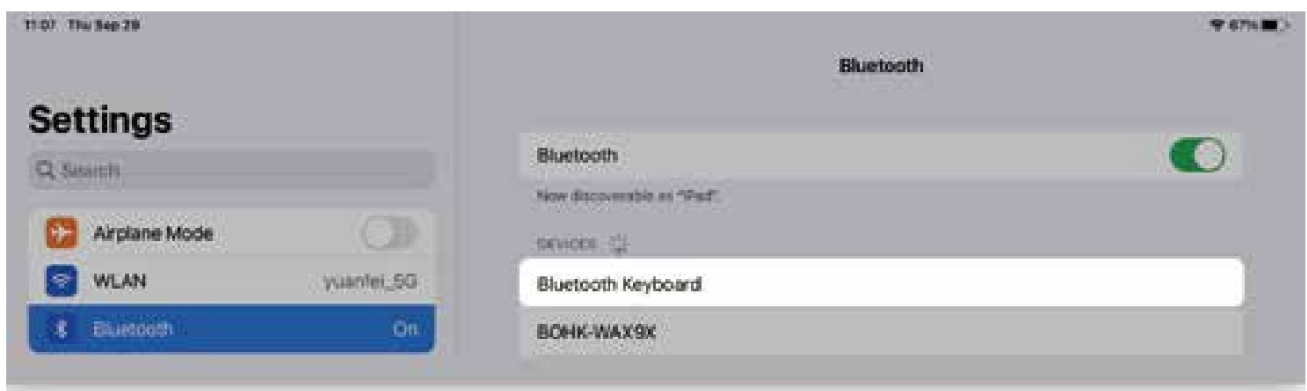 11:07 Thu Sep 29
67%
Bluetooth
Settings
Search
Bluetooth
Now discoverable as "iPad".
DEVICES
Airplane Mode
WLAN yuanfei_5G
Bluetooth On
Bluetooth Keyboard
BOHK-WAX9X